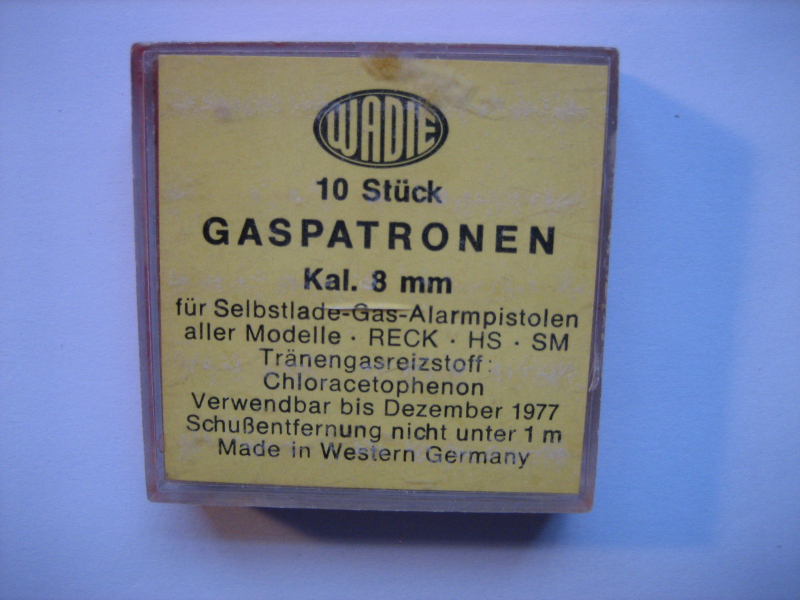 WADIE
10 Stück
GASPATRONEN
Kal. 8 mm
für Selbstlade-Gas-Alarmpistolen
aller Modelle · RECK · HS · SM
Tränengasreizstoff:
Chloracetophenon
Verwendbar bis Dezember 1977
Schußentfernung nicht unter 1 m
Made in Western Germany